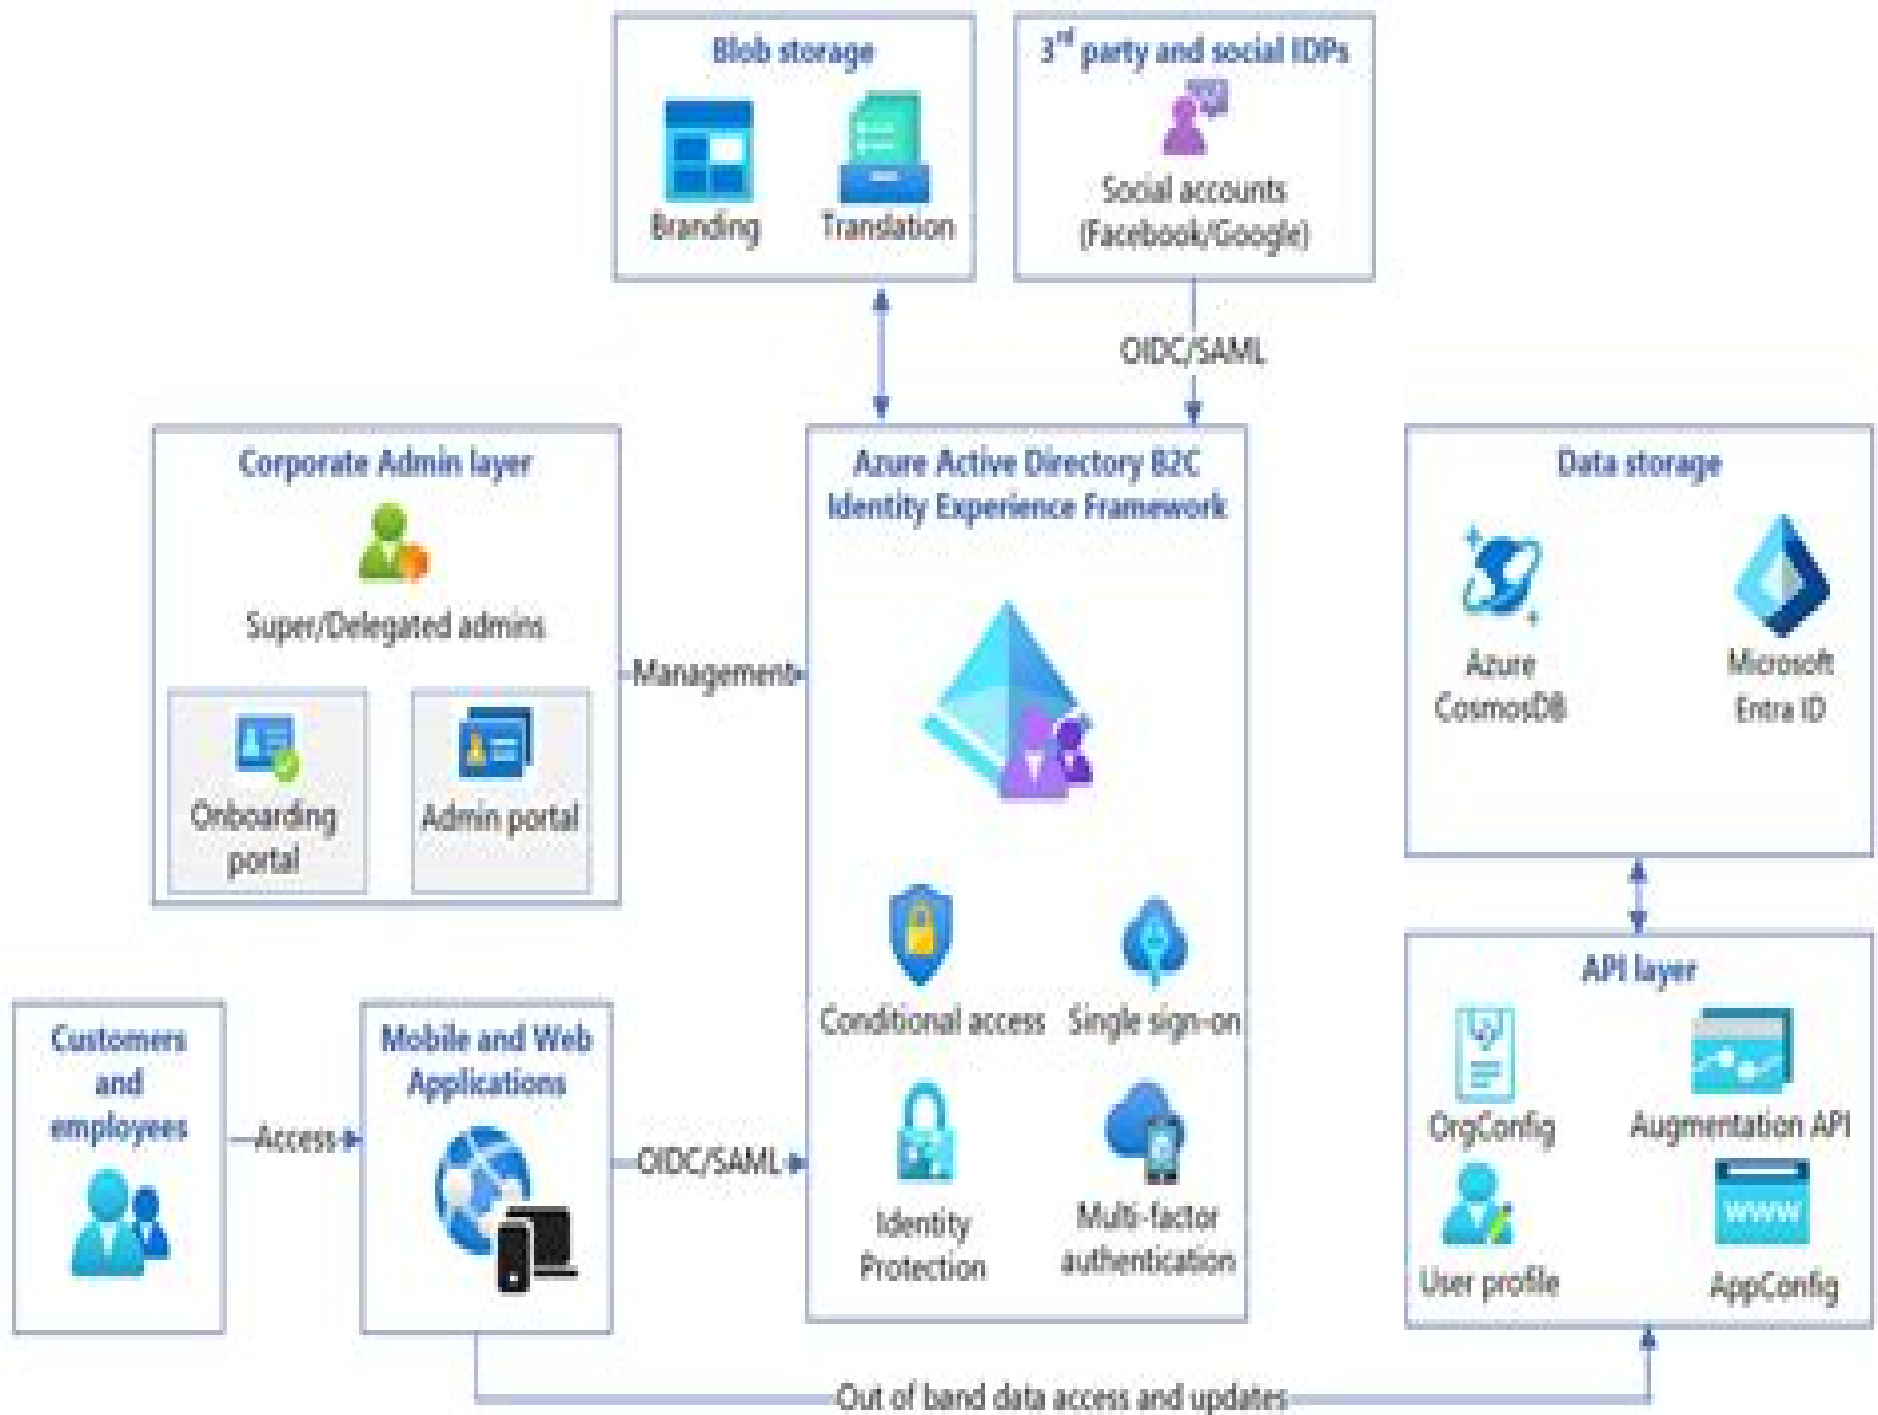 Blob storage
Branding
Translation
3rd party and social IDPs
Social accounts
(Facebook/Google)
OIDC/SAML
Corporate Admin layer
Super/Delegated admins
Onboarding
portal
Admin portal
Management
Azure Active Directory B2C
Identity Experience Framework
Conditional access
Single sign-on
Identity
Protection
Multi-factor
authentication
Data storage
Azure
CosmosDB
Microsoft
Entra ID
Customers
and
employees
Access
Mobile and Web
Applications
OIDC/SAML
API layer
OrgConfig
Augmentation API
User profile
www
AppConfig
Out of band data access and updates